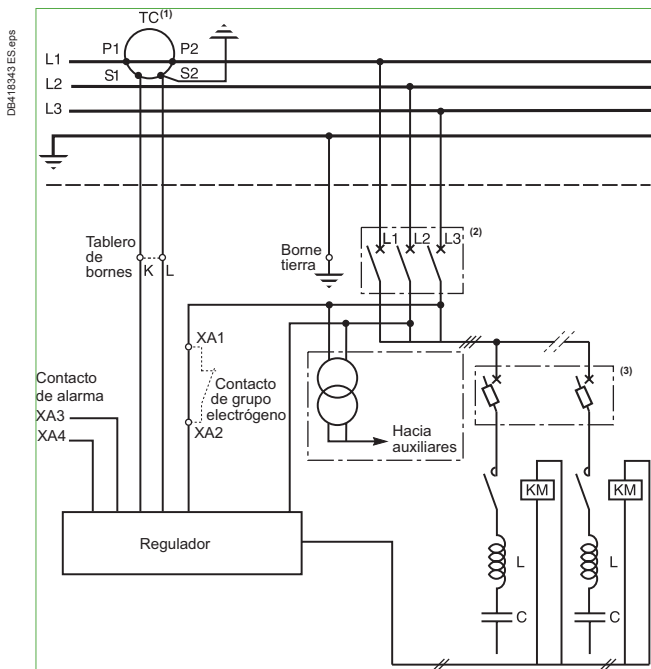 DB418343 ES.eps
TC(1)
P1 P2
L1
S1 S2
L2
L3
Tablero
de
bornes
K L
Borne
tierra
L1 L2 L3
(2)
XA1
Contacto
de grupo
electrógeno
XA2
Contacto
de alarma
XA3
XA4
Hacia
auxiliares
(3)
KM
KM
Regulador
L
L
C
C